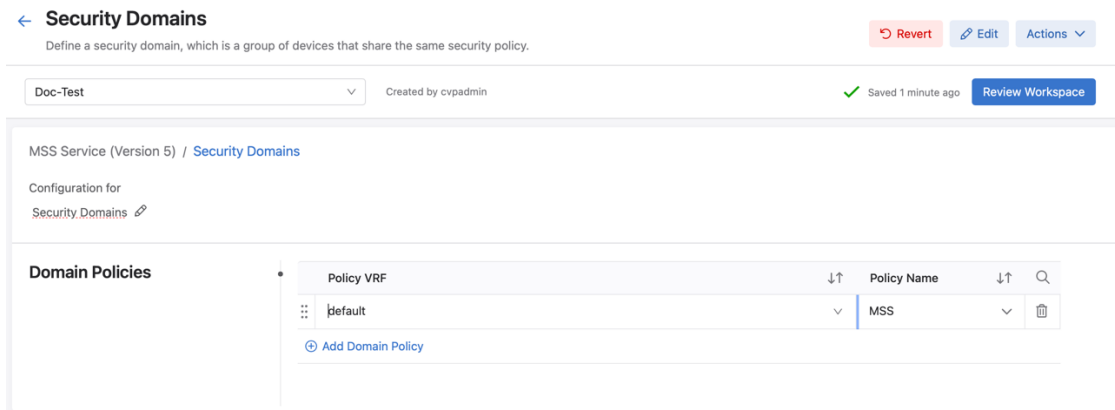 Security Domains
Define a security domain, which is a group of devices that share the same security policy.
Revert
Edit
Actions
Doc-Test
Created by cvpadmin
Saved 1 minute ago
Review Workspace
MSS Service (Version 5) / Security Domains
Configuration for
Security Domains
Domain Policies
Policy VRF
Policy Name
default
MSS
Add Domain Policy